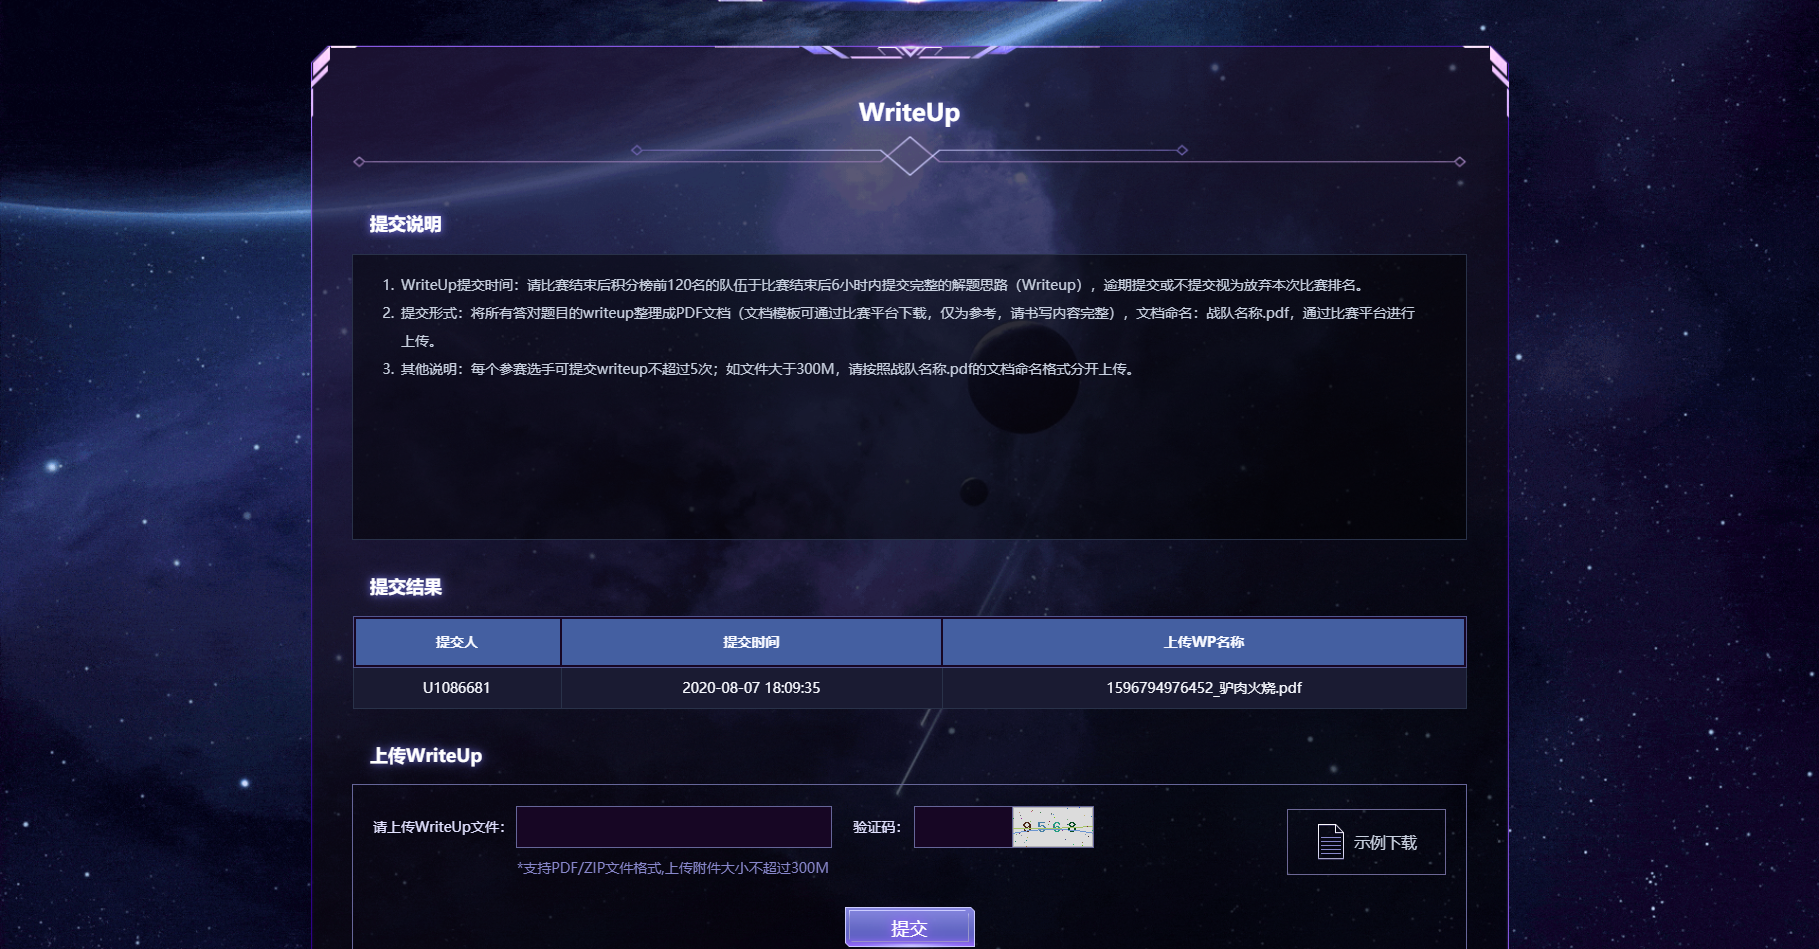 WriteUp
提交说明
1. WriteUp提交时间：请比赛结束后积分榜前120名的队伍于比赛结束后6小时内提交完整的解题思路（Writeup），逾期提交或不提交视为放弃本次比赛排名。
2. 提交形式：将所有答对题目的writeup整理成PDF文档（文档模板可通过比赛平台下载，仅为参考，请书写内容完整），文档命名：战队名称.pdf，通过比赛平台进行
上传。
3. 其他说明：每个参赛选手可提交writeup不超过5次；如文件大于300M，请按照战队名称.pdf的文档命名格式分开上传。
提交结果
提交人 提交时间 上传WP名称
U1086681 2020-08-07 18:09:35 1596794976452_驴肉火烧.pdf
上传WriteUp
请上传WriteUp文件： 验证码： 9568 示例下载
*支持PDF/ZIP文件格式,上传附件大小不超过300M
提交